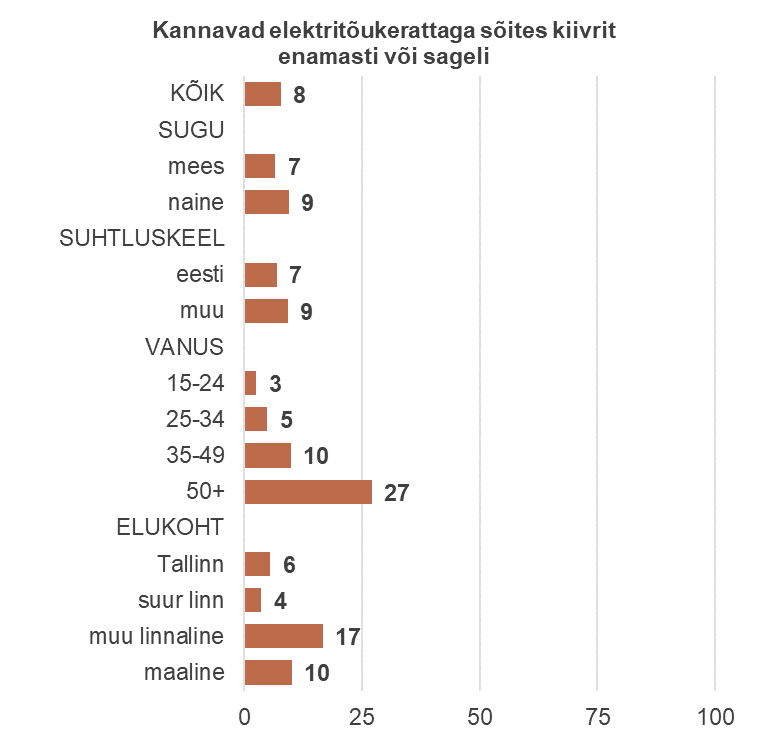 Kannavad elektritõukerattaga sõites kiivrit
enamasti või sageli
KÕIK 8
SUGU
mees 7
naine 9
SUHTLUSKEEL
eesti 7
muu 9
VANUS
15-24 3
25-34 5
35-49 10
50+ 27
ELUKOHT
Tallinn 6
suur linn 4
muu linnaline 17
maaline 10
0 25 50 75 100